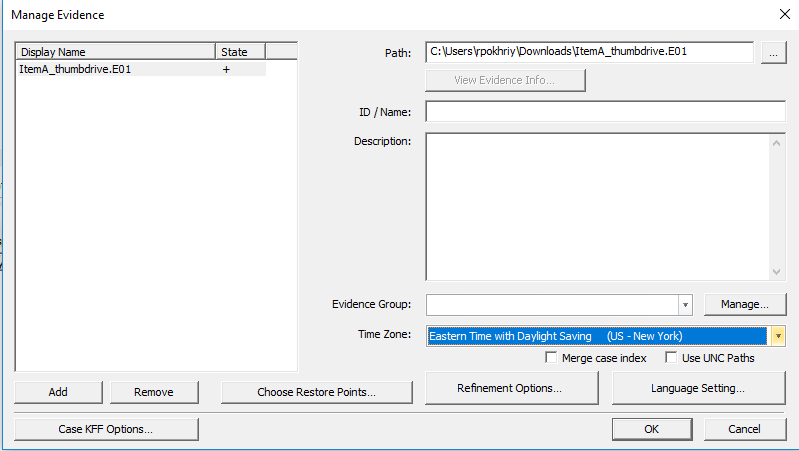 Manage Evidence
Display Name State
ItemA_thumbdrive.E01 +
Path: C:\Users\rpokhriy\Downloads\ItemA_thumbdrive.E01 ...
View Evidence Info...
ID / Name:
Description:
Evidence Group: Manage...
Time Zone: Eastern Time with Daylight Saving (US - New York)
Merge case index Use UNC Paths
Add Remove Choose Restore Points... Refinement Options... Language Setting...
Case KFF Options... OK Cancel